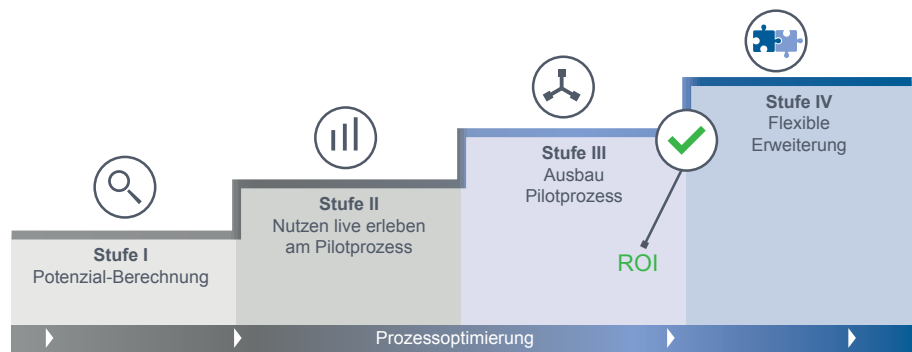 Stufe I
Potenzial-Berechnung
Stufe II
Nutzen live erleben
am Pilotprozess
Stufe III
Ausbau
Pilotprozess
Stufe IV
Flexible
Erweiterung
ROI
Prozessoptimierung